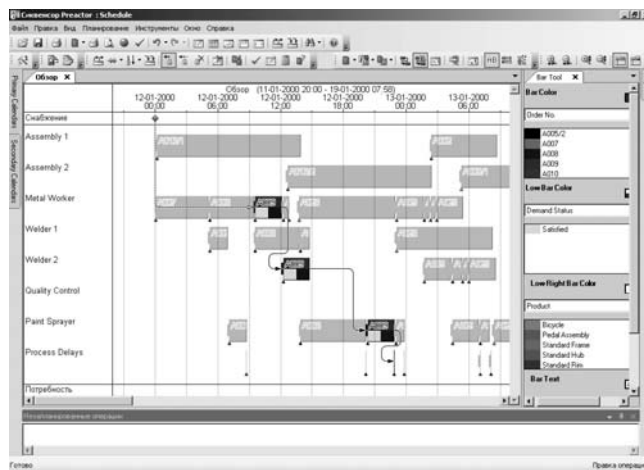 Preactor : Schedule
Файл Правка Вид Планирование Инструменты Окно Справка
Обзор
Bar Tool
Primary Calendars
Secondary Calendars
Обзор (11-01-2000 20:00 - 19-01-2000 07:58)
12-01-2000 12-01-2000 12-01-2000 12-01-2000 13-01-2000 13-01-2000
00:00 06:00 12:00 18:00 00:00 06:00
Снабжение
Assembly 1
Assembly 2
Metal Worker
Welder 1
Welder 2
Quality Control
Paint Sprayer
Process Delays
Потребность
Bar Color
Order No.
A005/2
A007
A008
A009
A010
Low Bar Color
Demand Status
Satisfied
Low Right Bar Color
Product
Bicycle
Pedal Assembly
Standard Frame
Standard Hub
Standard Rim
Bar Text
Незапланированные операции
Готово
Правка операци